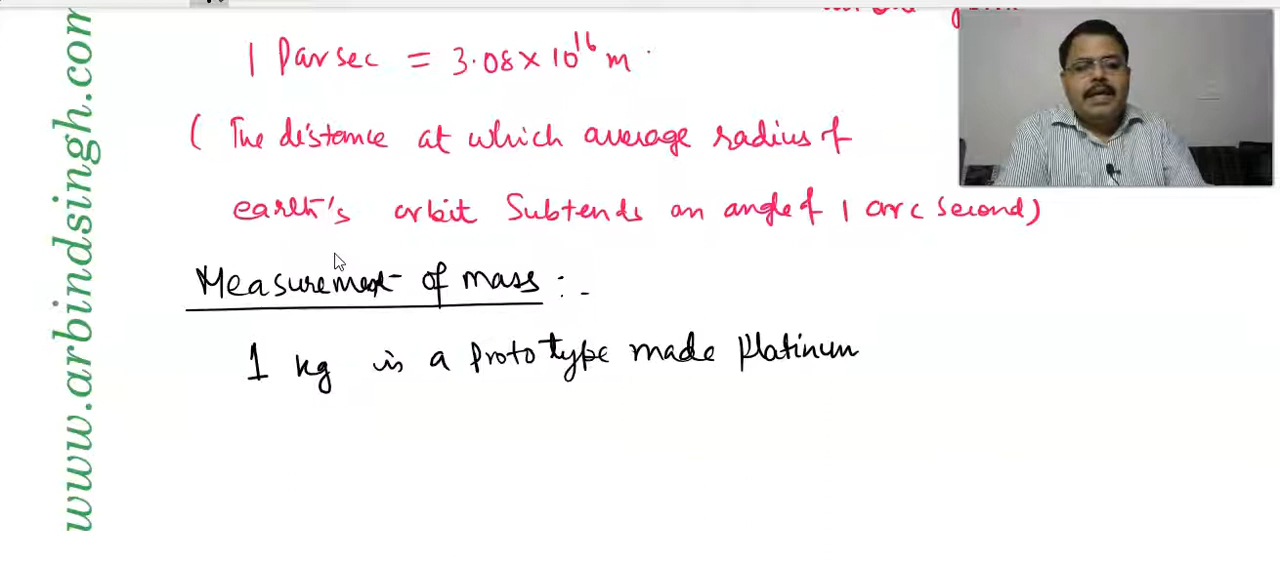 1 Parsec = 3.08 × 10¹⁶ m
( The distance at which average radius of
earth's orbit Subtends an angle of 1 arc second)
Measurement of mass :-
1 kg is a prototype made platinum
www.arbindsingh.com